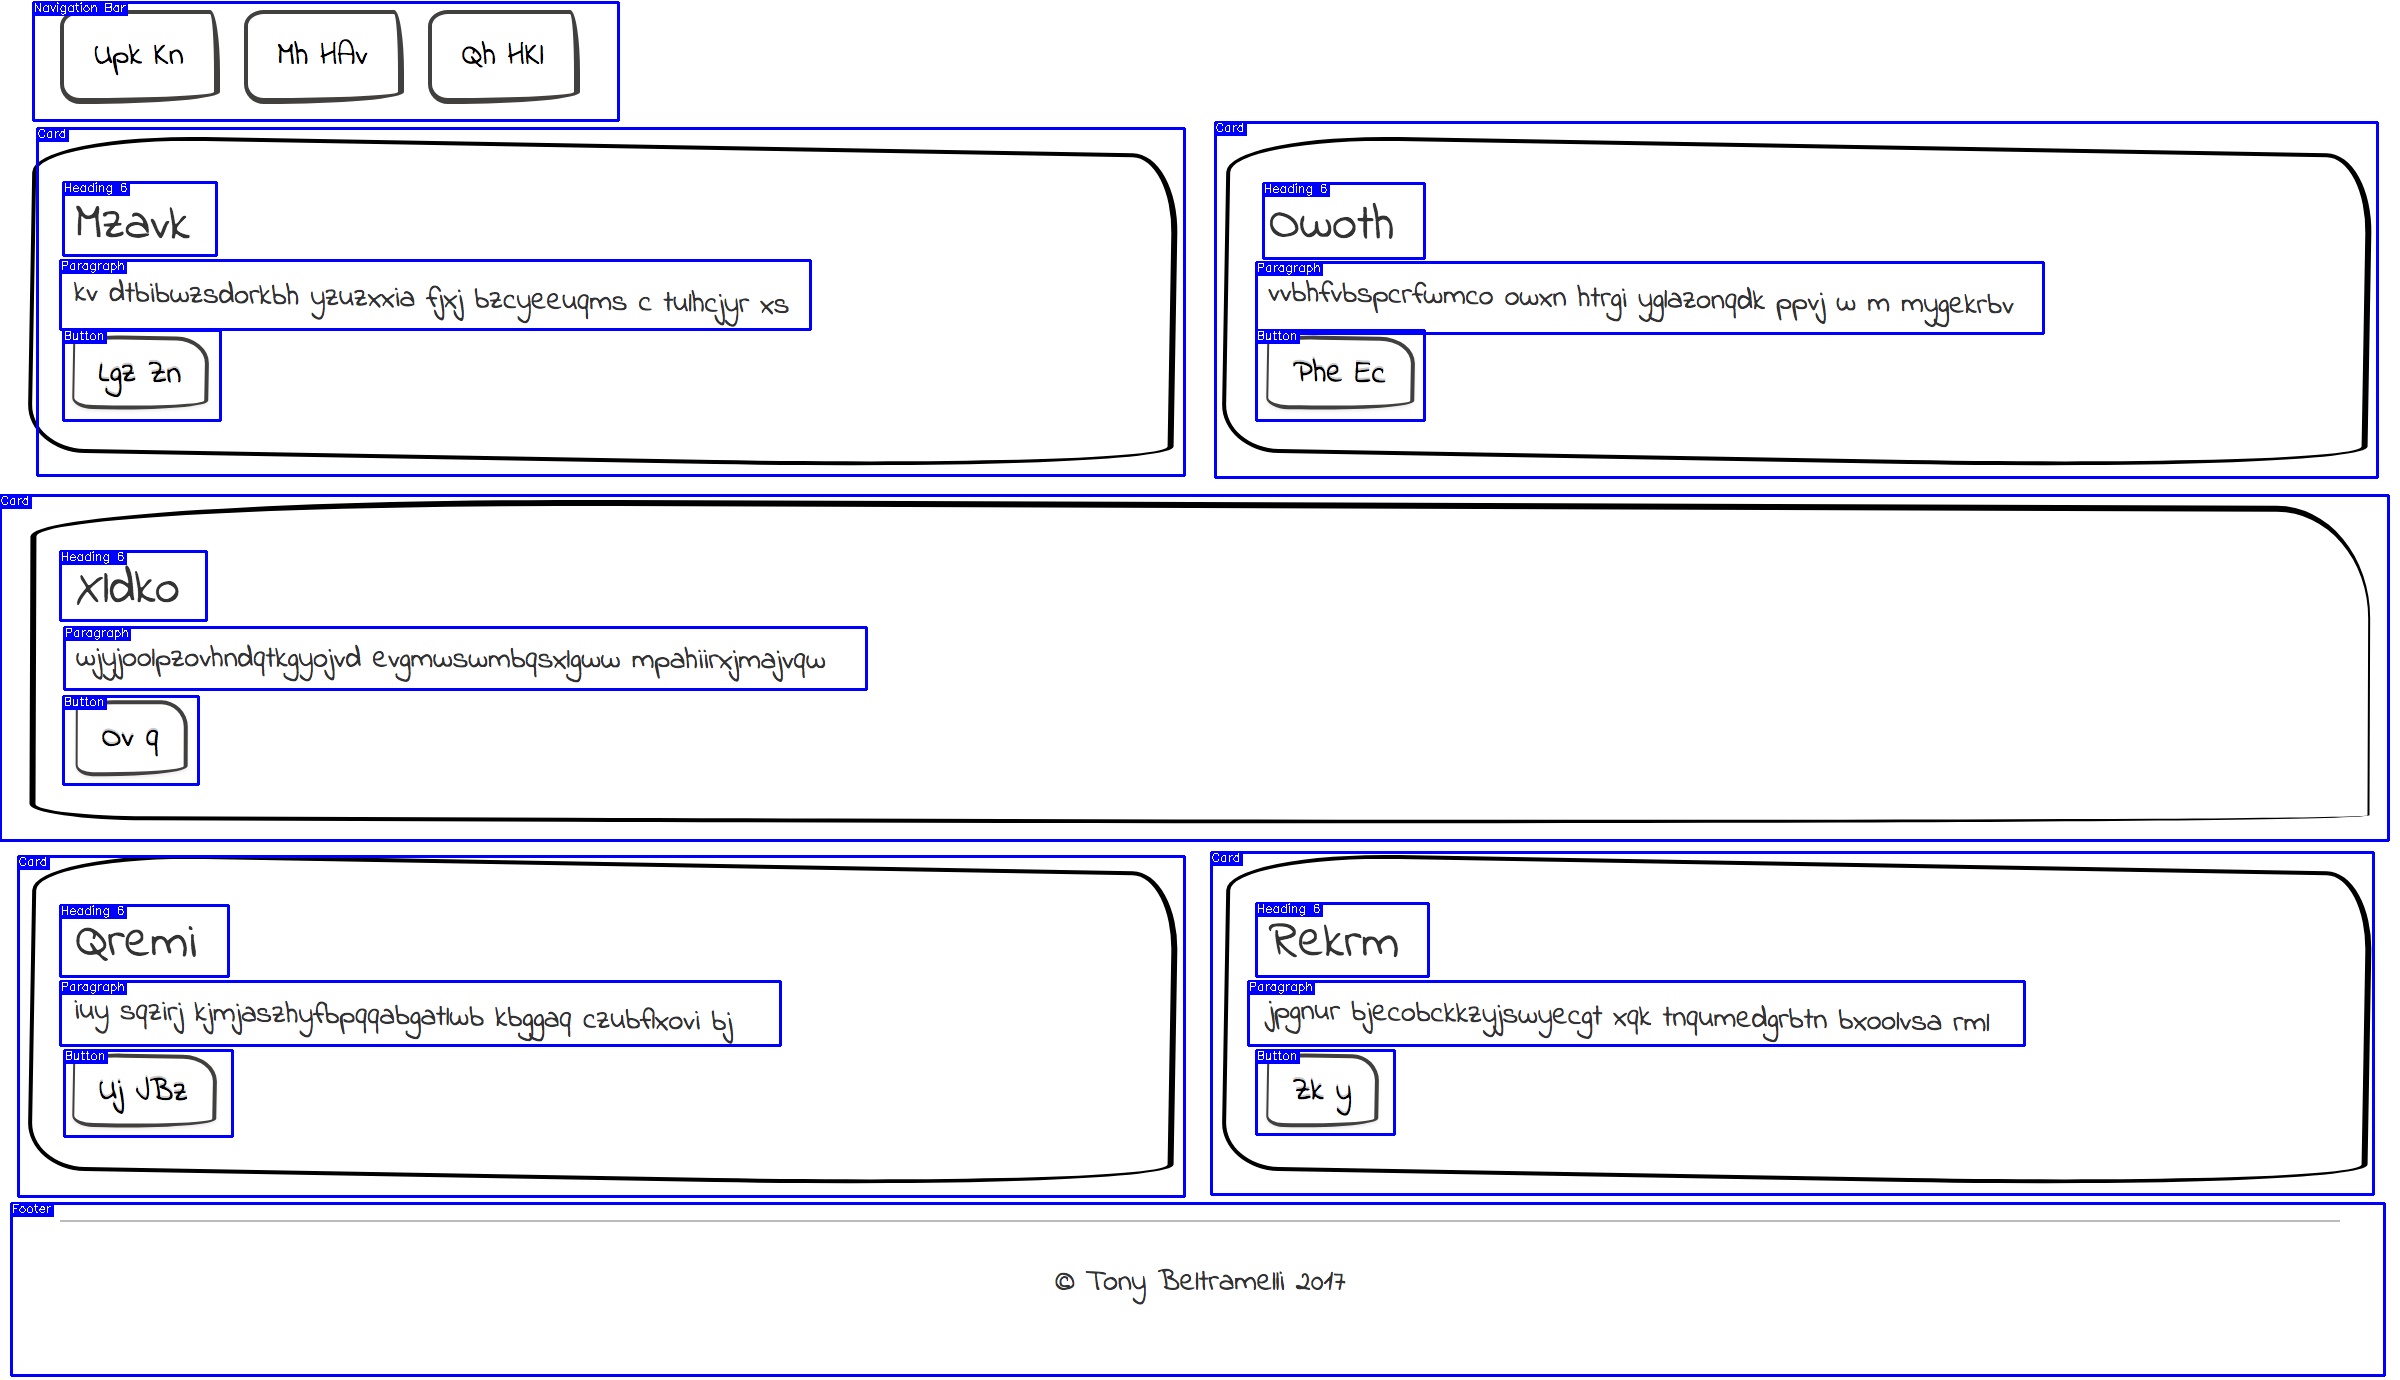 Navigation Bar
Upk Kn
Mh HAv
Qh HKl
Card
Heading 6
Mzavk
Paragraph
kv dtbibwzsdorkbh yzuzxxia fjxj bzcyeeuqms c tulhcjyr xs
Button
Lgz Zn
Card
Heading 6
Owoth
Paragraph
vvbhfvbspcrfwmco owxn htrgi yglazonqdk ppvj w m mygekrbv
Button
Phe Ec
Card
Heading 6
Xldko
Paragraph
wjyjoolpzovhndqtkgyojvd evgmwswmbqsxlgww mpahiirxjmajvqw
Button
Ov q
Card
Heading 6
Qremi
Paragraph
iuy sqzirj kjmjaszhyfbpqqabgatlwb kbggaq czubflxovi bj
Button
Uj JBz
Card
Heading 6
Rekrm
Paragraph
jpgnur bjecobckkzyjswyecgt xqk tnqumedgrbtn bxoolvsa rml
Button
Zk y
Footer
© Tony Beltramelli 2017